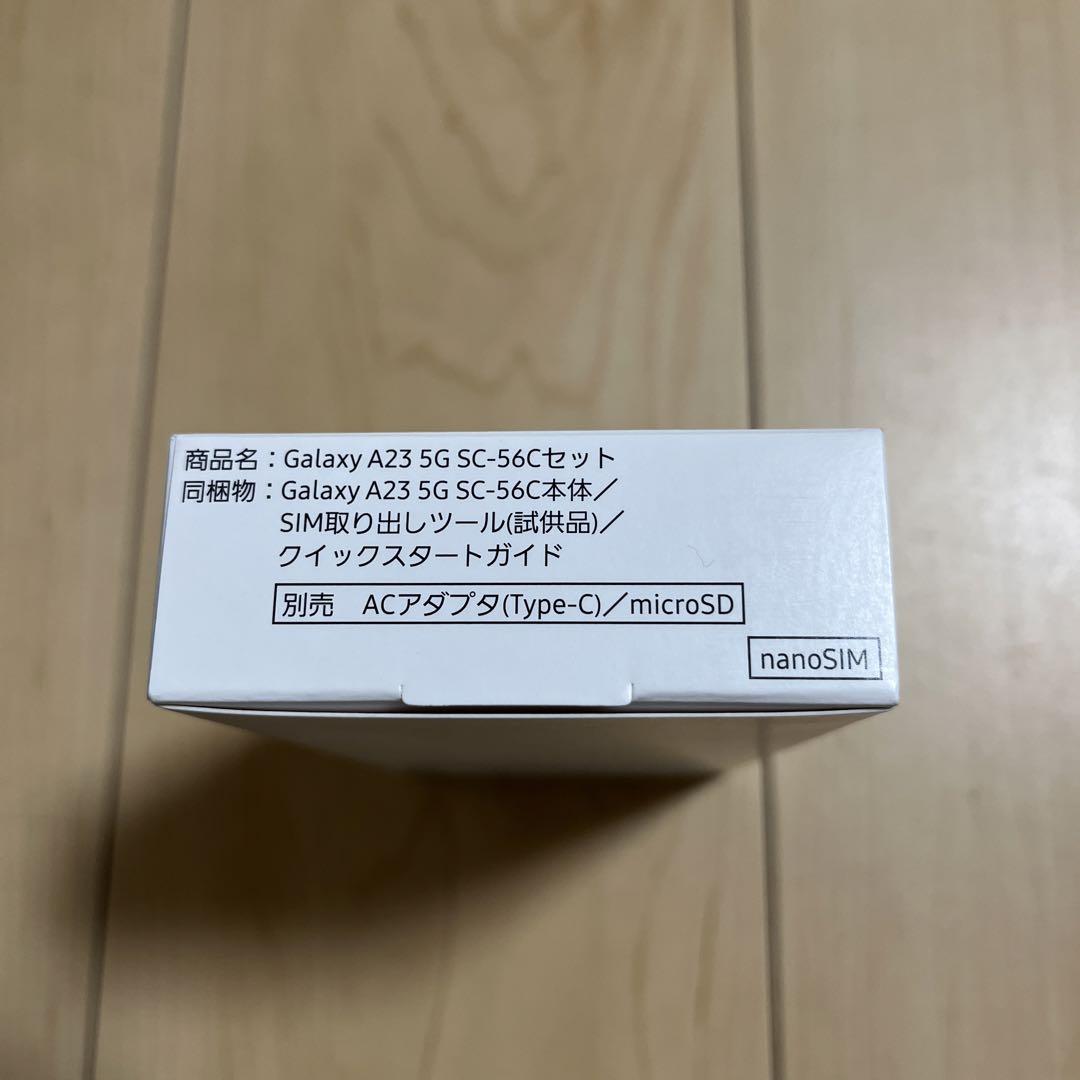 商品名：Galaxy A23 5G SC-56Cセット
同梱物：Galaxy A23 5G SC-56C本体／
SIM取り出しツール(試供品)／
クイックスタートガイド
別売　ACアダプタ(Type-C)／microSD
nanoSIM